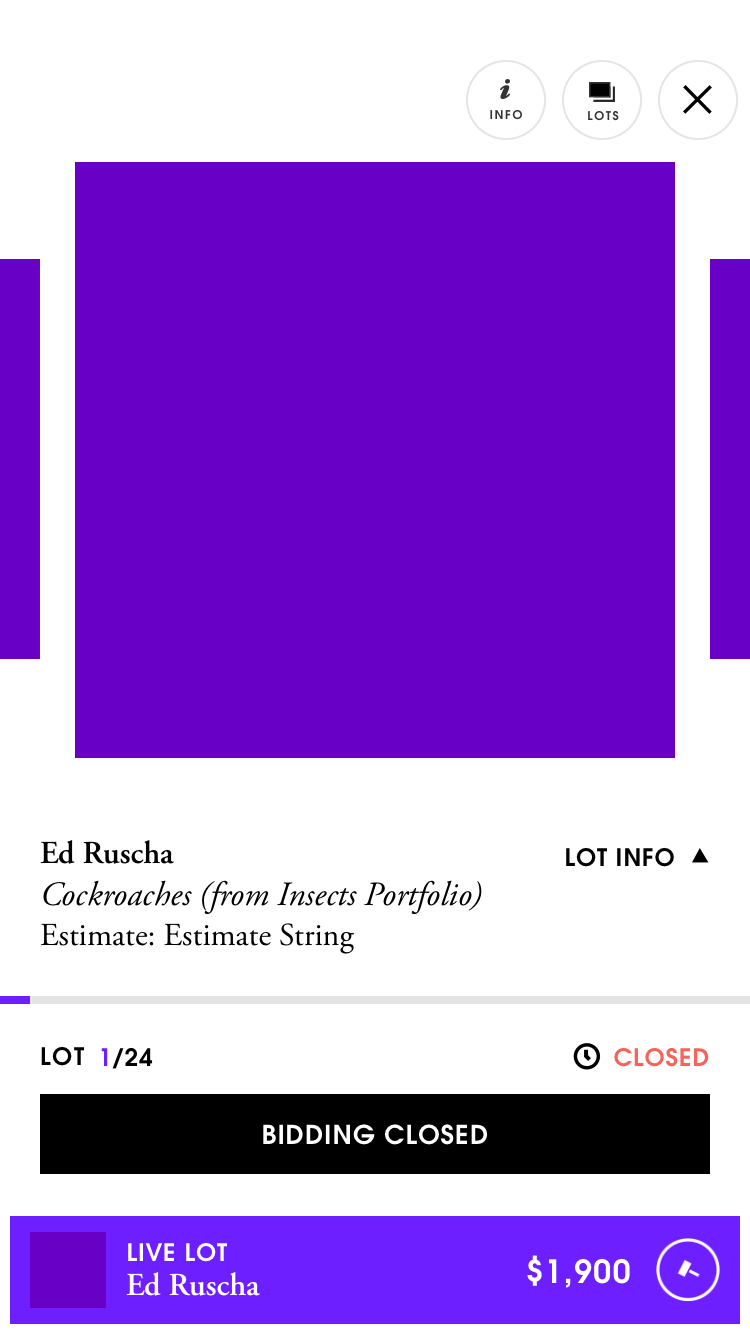 i
INFO
LOTS
Ed Ruscha
LOT INFO ▲
Cockroaches (from Insects Portfolio)
Estimate: Estimate String
LOT 1/24
CLOSED
BIDDING CLOSED
LIVE LOT
Ed Ruscha
$1,900